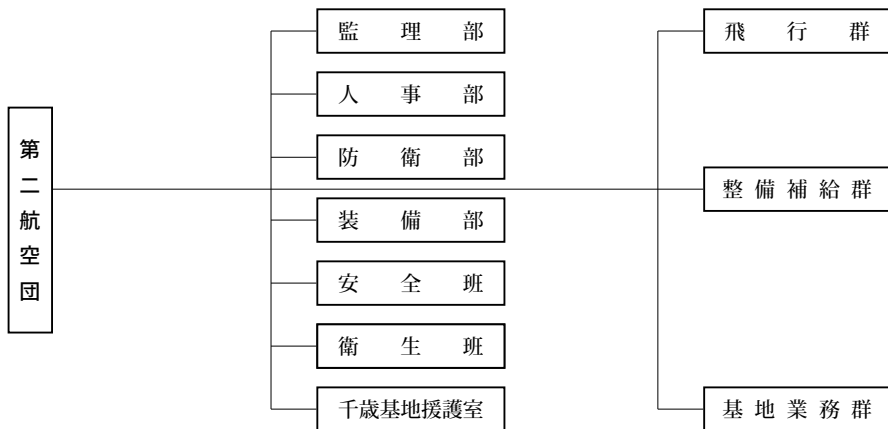 第二航空団
監理部
人事部
防衛部
装備部
安全班
衛生班
千歳基地援護室
飛行群
整備補給群
基地業務群